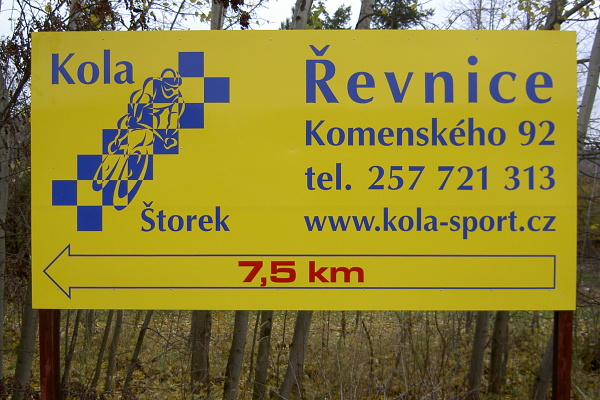 Kola
Štorek
Řevnice
Komenského 92
tel. 257 721 313
www.kola-sport.cz
7,5 km